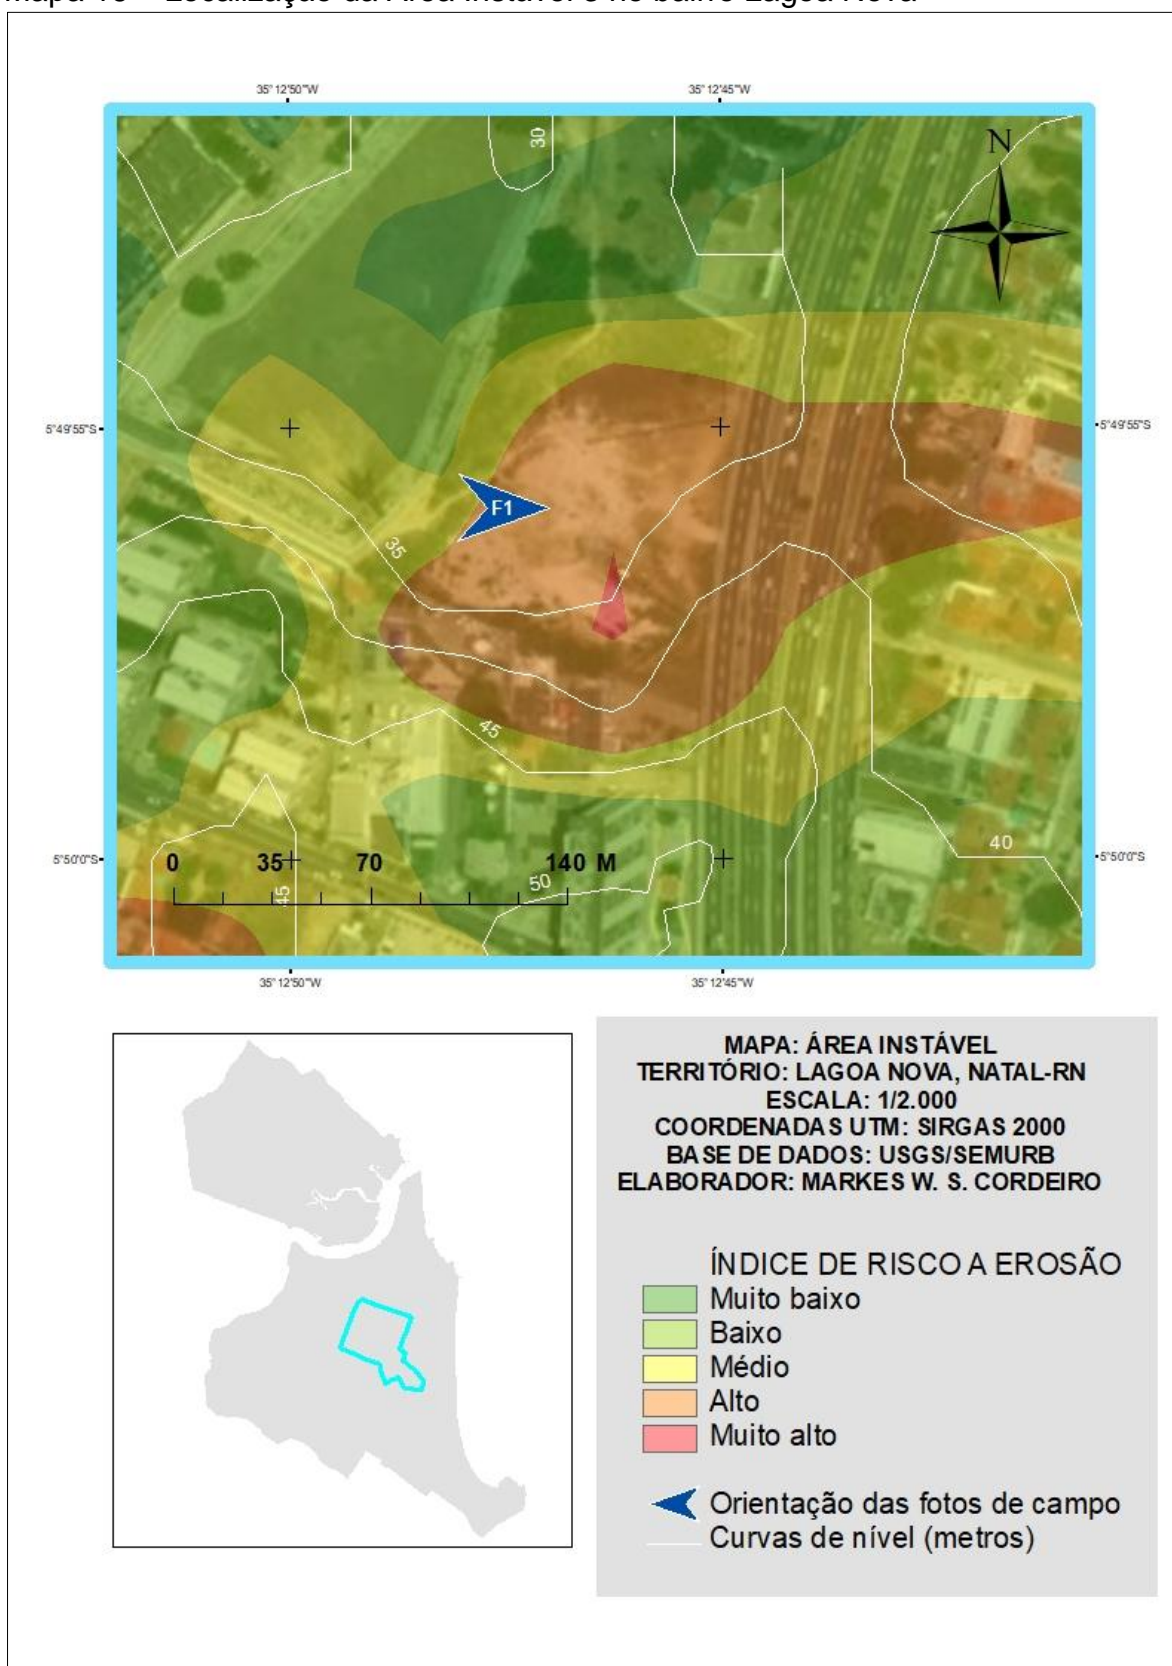 35°12'50"W
35°12'45"W
N
30
5°49'55"S
5°49'55"S
F1
35
45
40
5°50'0"S
5°50'0"S
0 35 70 140 M
50
45
35°12'50"W
35°12'45"W
MAPA: ÁREA INSTÁVEL
TERRITÓRIO: LAGOA NOVA, NATAL-RN
ESCALA: 1/2.000
COORDENADAS UTM: SIRGAS 2000
BASE DE DADOS: USGS/SEMURB
ELABORADOR: MARKES W. S. CORDEIRO
ÍNDICE DE RISCO A EROSÃO
Muito baixo
Baixo
Médio
Alto
Muito alto
Orientação das fotos de campo
Curvas de nível (metros)